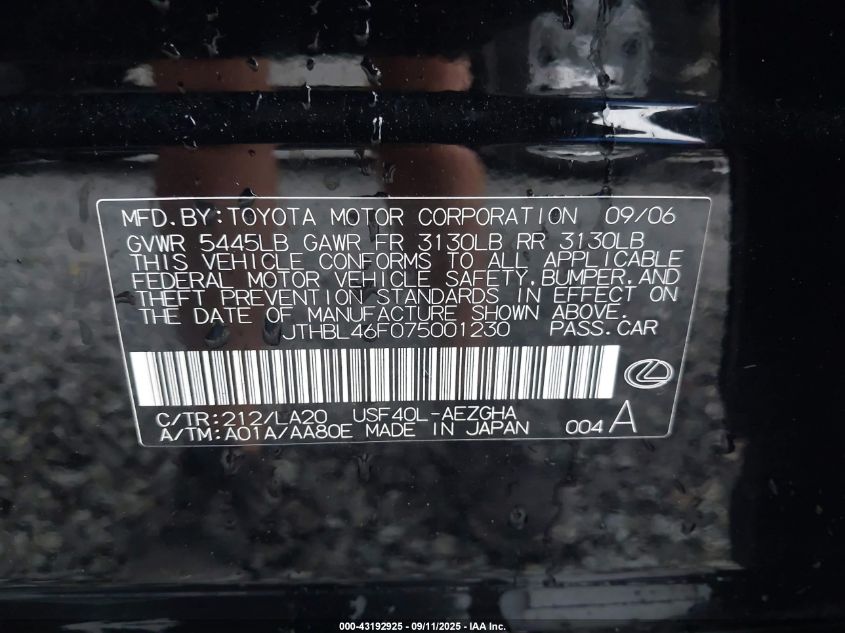 MFD.BY:TOYOTA MOTOR CORPORATION 09/06
GVWR 5445LB GAWR FR 3130LB RR 3130LB
THIS VEHICLE CONFORMS TO ALL APPLICABLE
FEDERAL MOTOR VEHICLE SAFETY,BUMPER,AND
THEFT PREVENTION STANDARDS IN EFFECT ON
THE DATE OF MANUFACTURE SHOWN ABOVE.
JTHBL46F075001230 PASS.CAR
C/TR:212/LA20 USF40L-AEZGHA
A/TM:A01A/AA80E MADE IN JAPAN 004 A
000-43192925 - 09/11/2025 - IAA Inc.